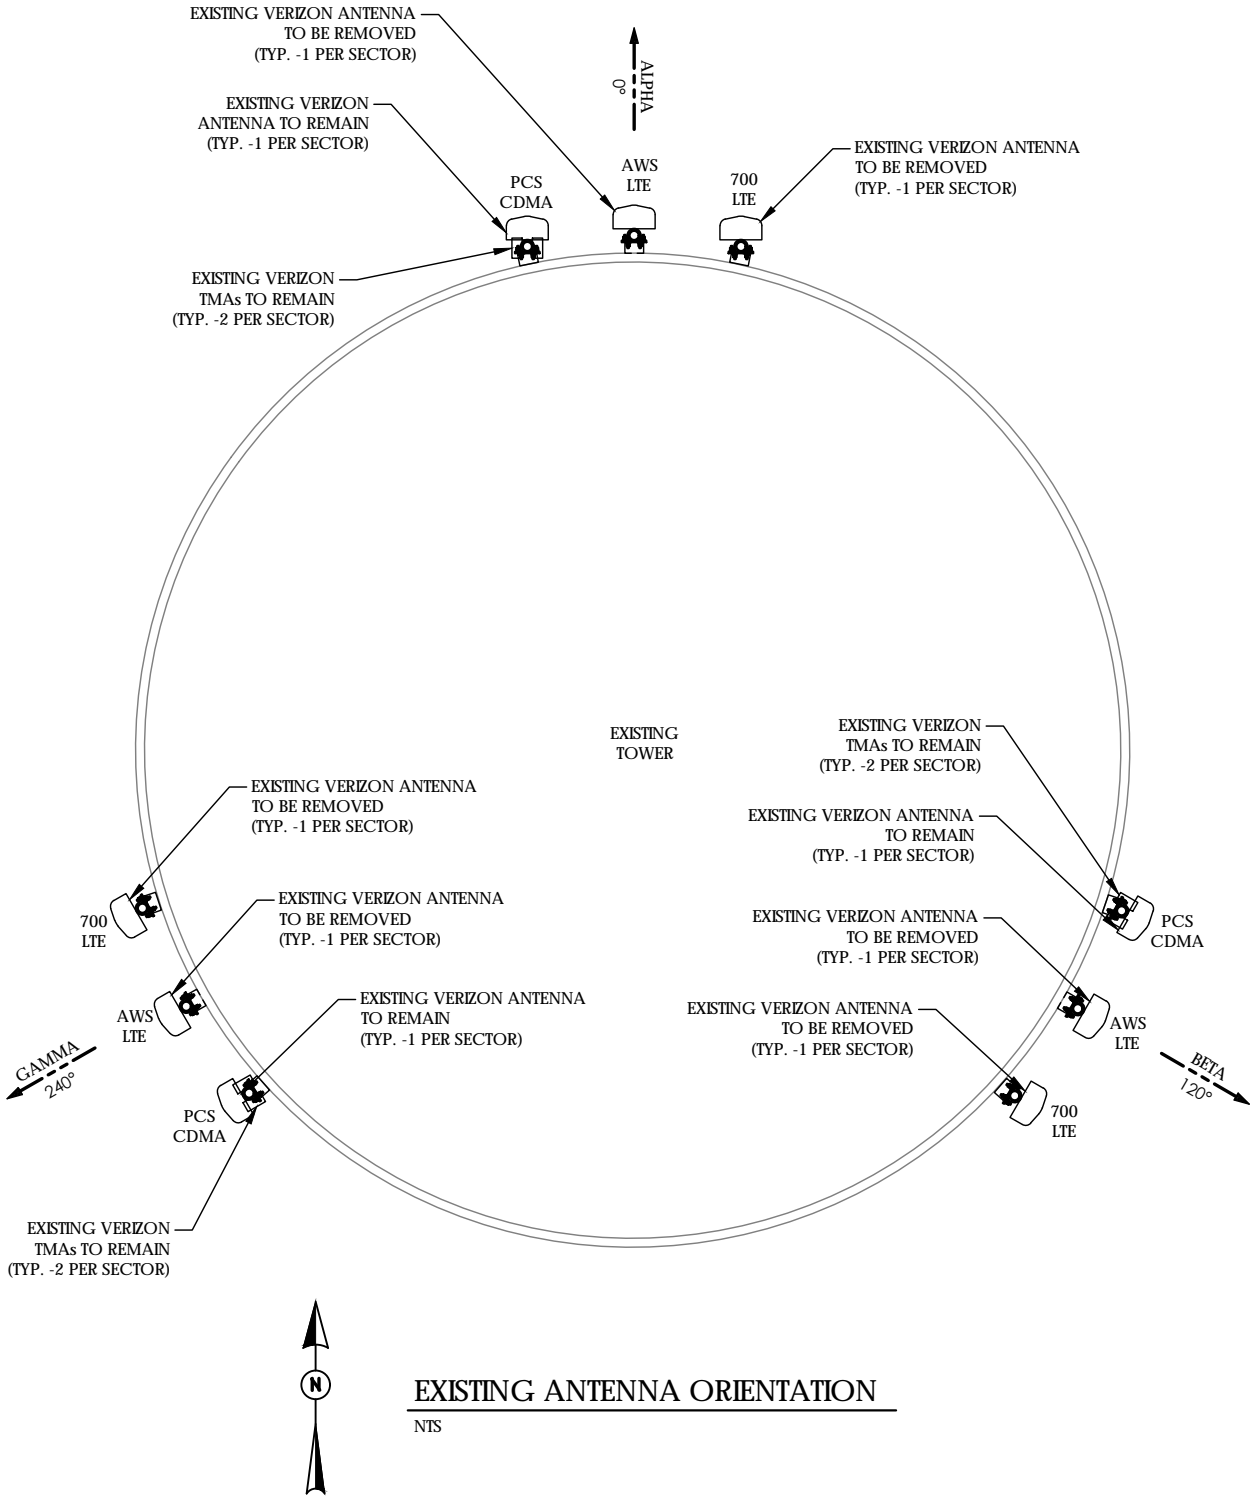 EXISTING VERIZON ANTENNA
TO BE REMOVED
(TYP. -1 PER SECTOR)
ALPHA
0°
EXISTING VERIZON
ANTENNA TO REMAIN
(TYP. -1 PER SECTOR)
EXISTING VERIZON ANTENNA
TO BE REMOVED
(TYP. -1 PER SECTOR)
PCS
CDMA
AWS
LTE
700
LTE
EXISTING VERIZON
TMAs TO REMAIN
(TYP. -2 PER SECTOR)
EXISTING
TOWER
EXISTING VERIZON
TMAs TO REMAIN
(TYP. -2 PER SECTOR)
EXISTING VERIZON ANTENNA
TO BE REMOVED
(TYP. -1 PER SECTOR)
EXISTING VERIZON ANTENNA
TO REMAIN
(TYP. -1 PER SECTOR)
EXISTING VERIZON ANTENNA
TO BE REMOVED
(TYP. -1 PER SECTOR)
700
LTE
EXISTING VERIZON ANTENNA
TO BE REMOVED
(TYP. -1 PER SECTOR)
PCS
CDMA
EXISTING VERIZON ANTENNA
TO REMAIN
(TYP. -1 PER SECTOR)
EXISTING VERIZON ANTENNA
TO BE REMOVED
(TYP. -1 PER SECTOR)
AWS
LTE
AWS
LTE
GAMMA
240°
BETA
120°
PCS
CDMA
700
LTE
EXISTING VERIZON
TMAs TO REMAIN
(TYP. -2 PER SECTOR)
N
EXISTING ANTENNA ORIENTATION
NTS